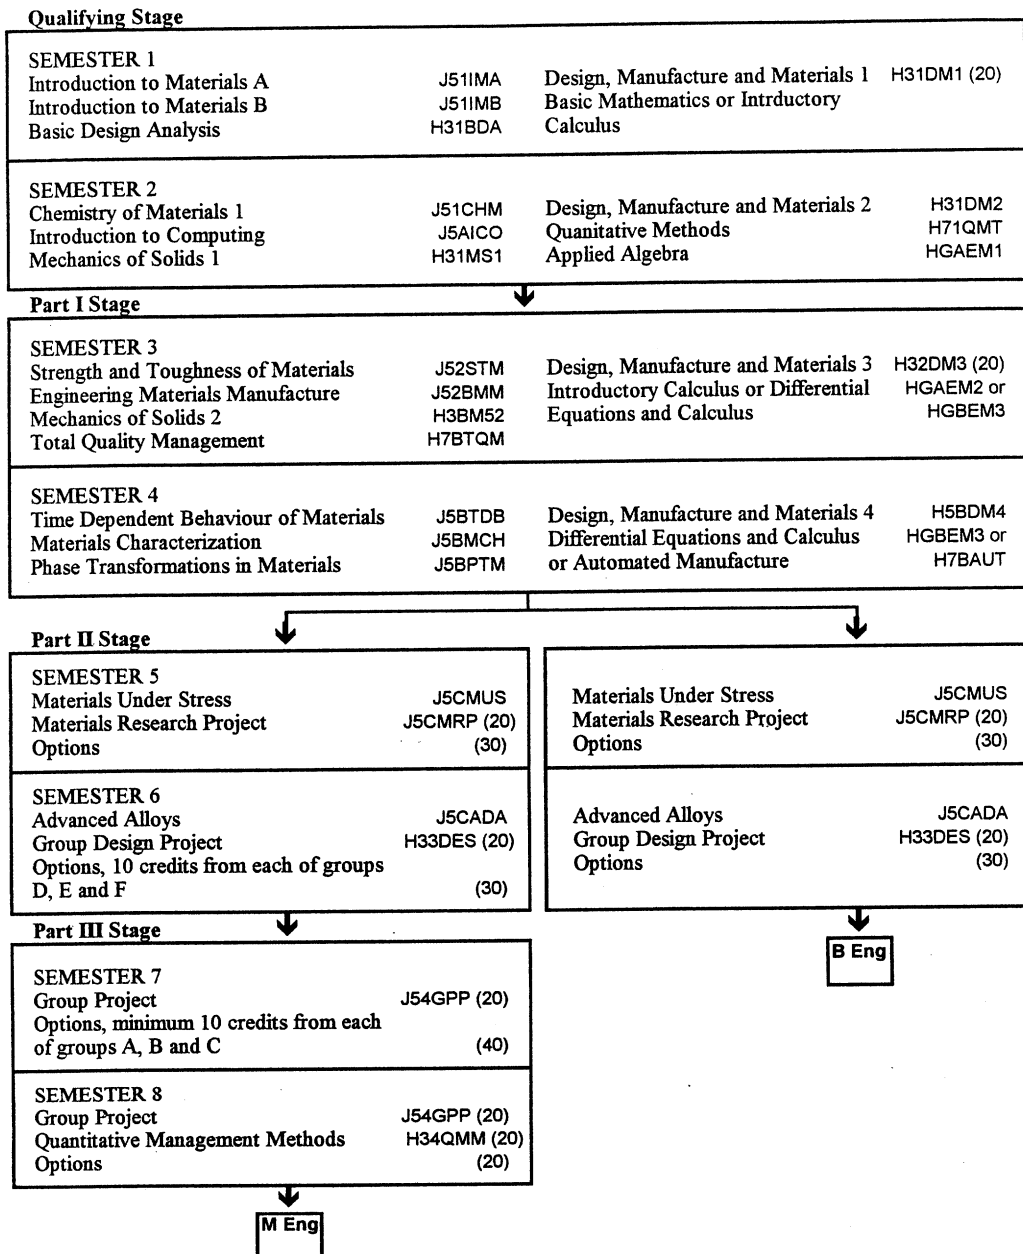 Qualifying Stage
SEMESTER 1
Introduction to Materials A J51IMA
Introduction to Materials B J51IMB
Basic Design Analysis H31BDA
Design, Manufacture and Materials 1 H31DM1 (20)
Basic Mathematics or Intrductory
Calculus
SEMESTER 2
Chemistry of Materials 1 J51CHM
Introduction to Computing J5AICO
Mechanics of Solids 1 H31MS1
Design, Manufacture and Materials 2 H31DM2
Quanitative Methods H71QMT
Applied Algebra HGAEM1
Part I Stage
SEMESTER 3
Strength and Toughness of Materials J52STM
Engineering Materials Manufacture J52BMM
Mechanics of Solids 2 H3BM52
Total Quality Management H7BTQM
Design, Manufacture and Materials 3 H32DM3 (20)
Introductory Calculus or Differential HGAEM2 or
Equations and Calculus HGBEM3
SEMESTER 4
Time Dependent Behaviour of Materials J5BTDB
Materials Characterization J5BMCH
Phase Transformations in Materials J5BPTM
Design, Manufacture and Materials 4 H5BDM4
Differential Equations and Calculus HGBEM3 or
or Automated Manufacture H7BAUT
Part II Stage
SEMESTER 5
Materials Under Stress J5CMUS
Materials Research Project J5CMRP (20)
Options (30)
SEMESTER 6
Advanced Alloys J5CADA
Group Design Project H33DES (20)
Options, 10 credits from each of groups
D, E and F (30)
Materials Under Stress J5CMUS
Materials Research Project J5CMRP (20)
Options (30)
Advanced Alloys J5CADA
Group Design Project H33DES (20)
Options (30)
B Eng
Part III Stage
SEMESTER 7
Group Project J54GPP (20)
Options, minimum 10 credits from each
of groups A, B and C (40)
SEMESTER 8
Group Project J54GPP (20)
Quantitative Management Methods H34QMM (20)
Options (20)
M Eng